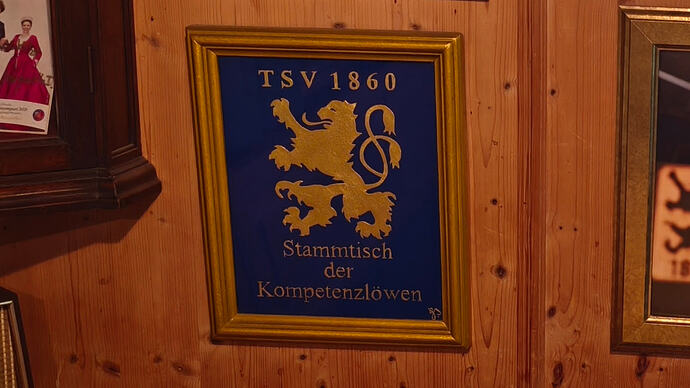 TSV 1860
Stammtisch
der
Kompetenzlöwen